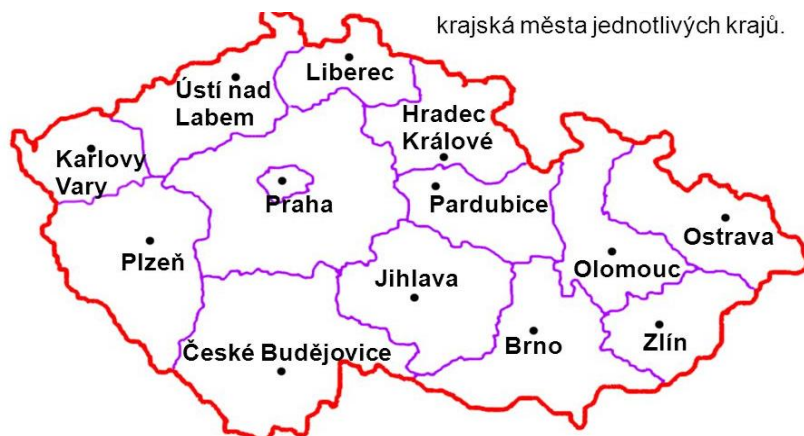 krajská města jednotlivých krajů.
Liberec
Ústí nad
Labem
Hradec
Králové
Karlovy
Vary
Praha
Pardubice
Ostrava
Plzeň
Olomouc
Jihlava
České Budějovice
Brno
Zlín